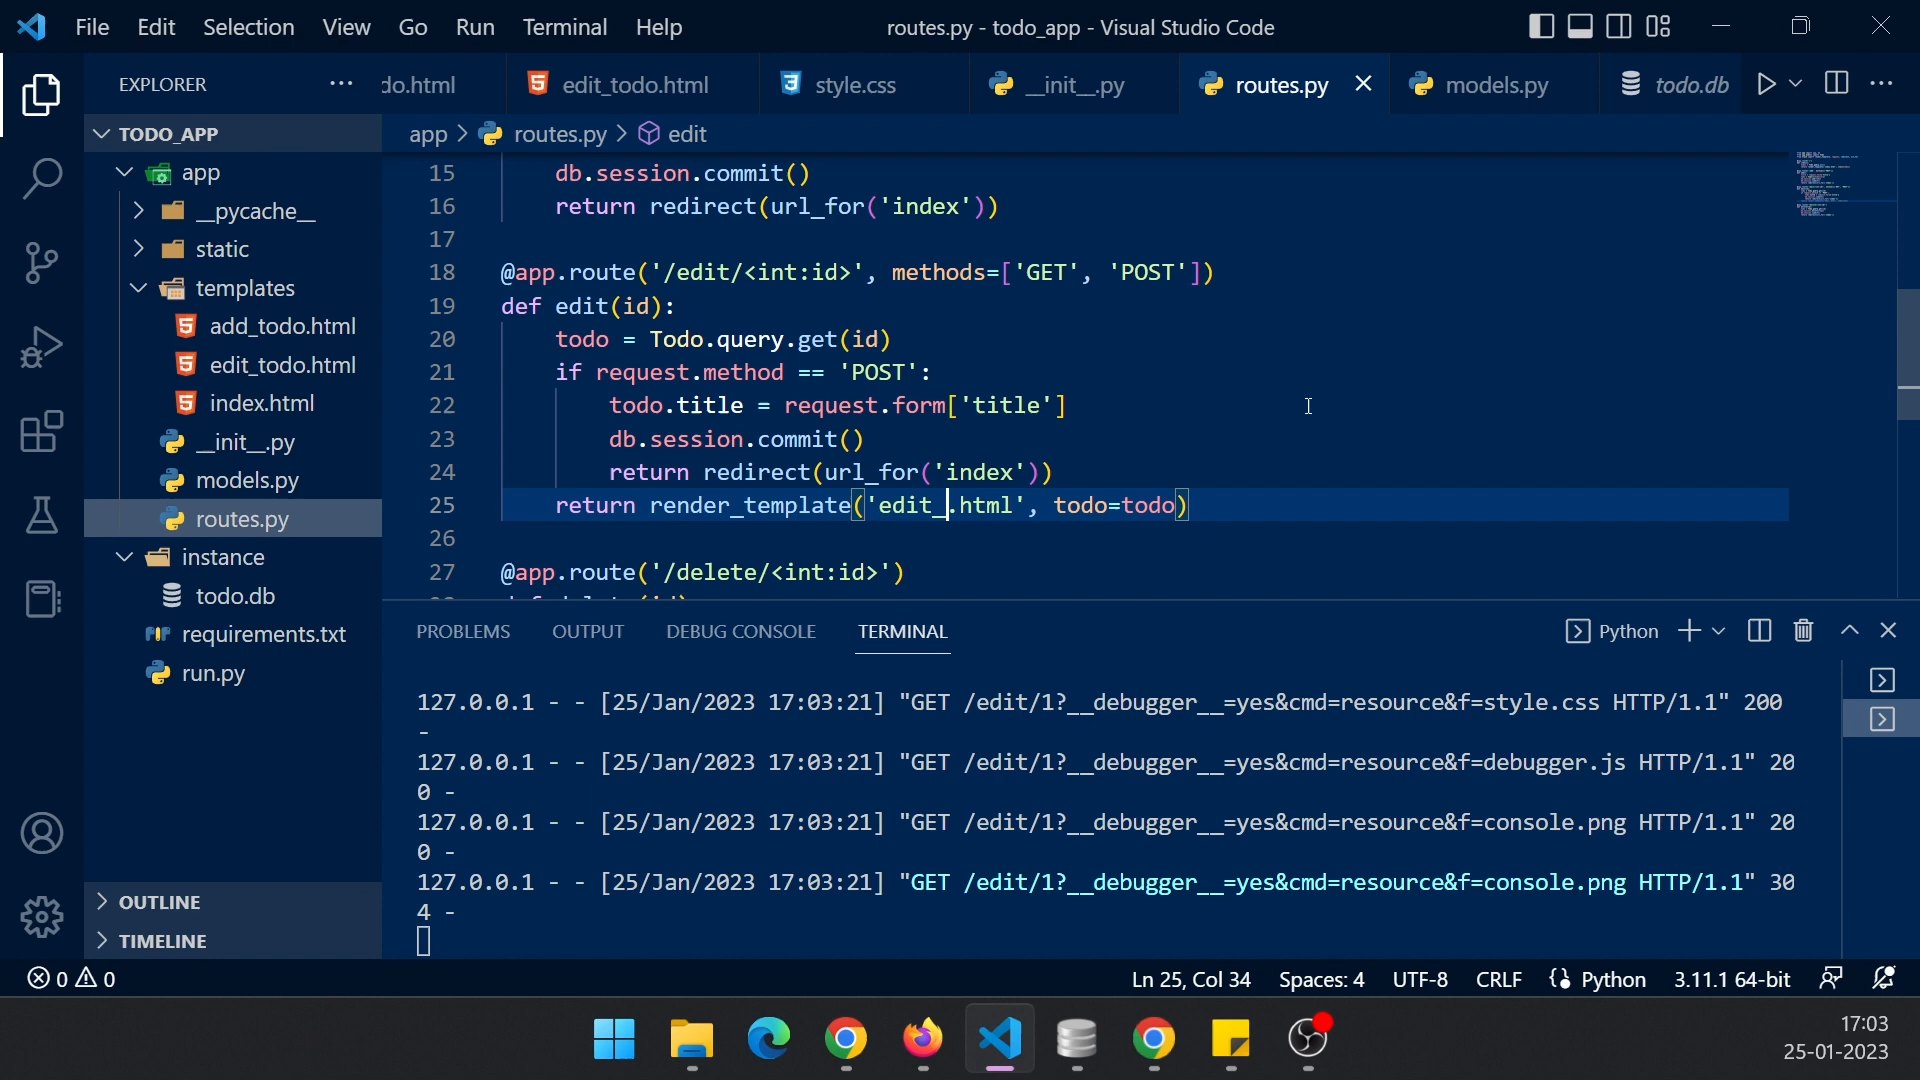 File Edit Selection View Go Run Terminal Help
routes.py - todo_app - Visual Studio Code
EXPLORER
do.html
edit_todo.html
style.css
__init__.py
routes.py
models.py
todo.db
TODO_APP
app > routes.py > edit
app
__pycache__
static
templates
add_todo.html
edit_todo.html
index.html
__init__.py
models.py
routes.py
instance
todo.db
requirements.txt
run.py
OUTLINE
TIMELINE
15 db.session.commit()
16 return redirect(url_for('index'))
17
18 @app.route('/edit/<int:id>', methods=['GET', 'POST'])
19 def edit(id):
20 todo = Todo.query.get(id)
21 if request.method == 'POST':
22 todo.title = request.form['title']
23 db.session.commit()
24 return redirect(url_for('index'))
25 return render_template('edit_.html', todo=todo)
26
27 @app.route('/delete/<int:id>')
PROBLEMS OUTPUT DEBUG CONSOLE TERMINAL
Python
127.0.0.1 - - [25/Jan/2023 17:03:21] "GET /edit/1?__debugger__=yes&cmd=resource&f=style.css HTTP/1.1" 200
-
127.0.0.1 - - [25/Jan/2023 17:03:21] "GET /edit/1?__debugger__=yes&cmd=resource&f=debugger.js HTTP/1.1" 20
0 -
127.0.0.1 - - [25/Jan/2023 17:03:21] "GET /edit/1?__debugger__=yes&cmd=resource&f=console.png HTTP/1.1" 20
0 -
127.0.0.1 - - [25/Jan/2023 17:03:21] "GET /edit/1?__debugger__=yes&cmd=resource&f=console.png HTTP/1.1" 30
4 -
0 0
Ln 25, Col 34 Spaces: 4 UTF-8 CRLF Python 3.11.1 64-bit
17:03
25-01-2023